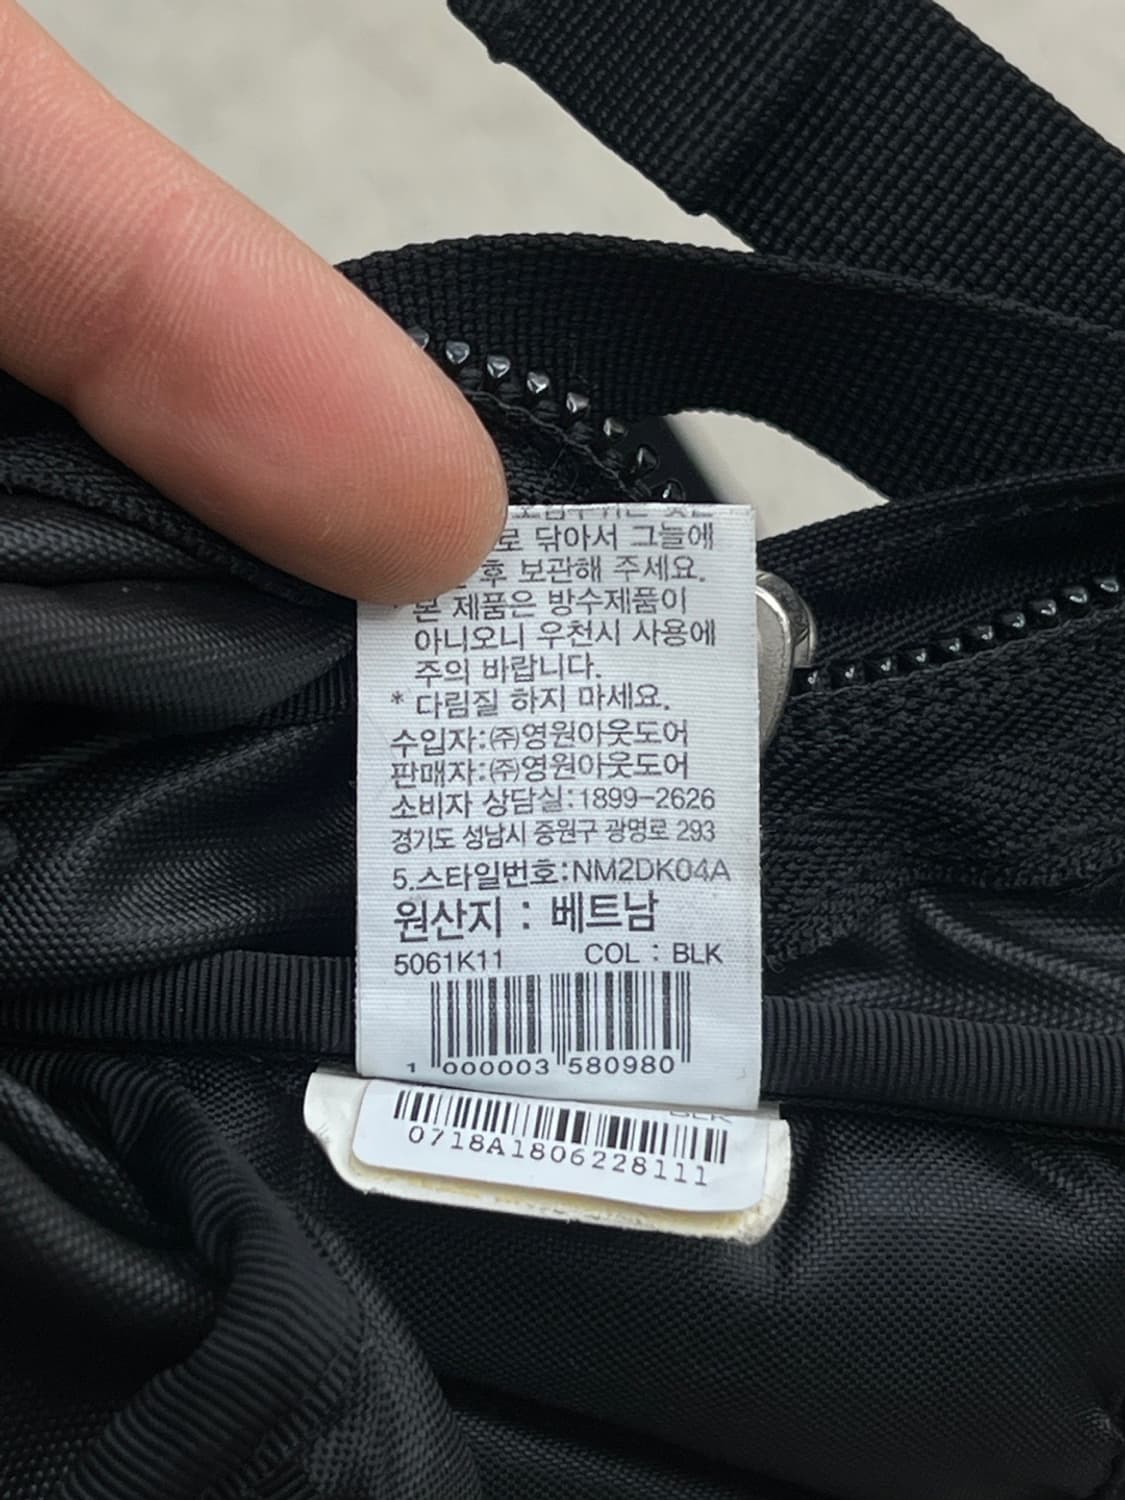 로 닦아서 그늘에
후 보관해 주세요.
* 본 제품은 방수제품이
아니오니 우천시 사용에
주의 바랍니다.
* 다림질 하지 마세요.
수입자:㈜영원아웃도어
판매자:㈜영원아웃도어
소비자 상담실:1899-2626
경기도 성남시 중원구 광명로 293
5.스타일번호:NM2DK04A
원산지 : 베트남
5061K11 COL : BLK
1 000003 580980
BLK
0718A1806228111